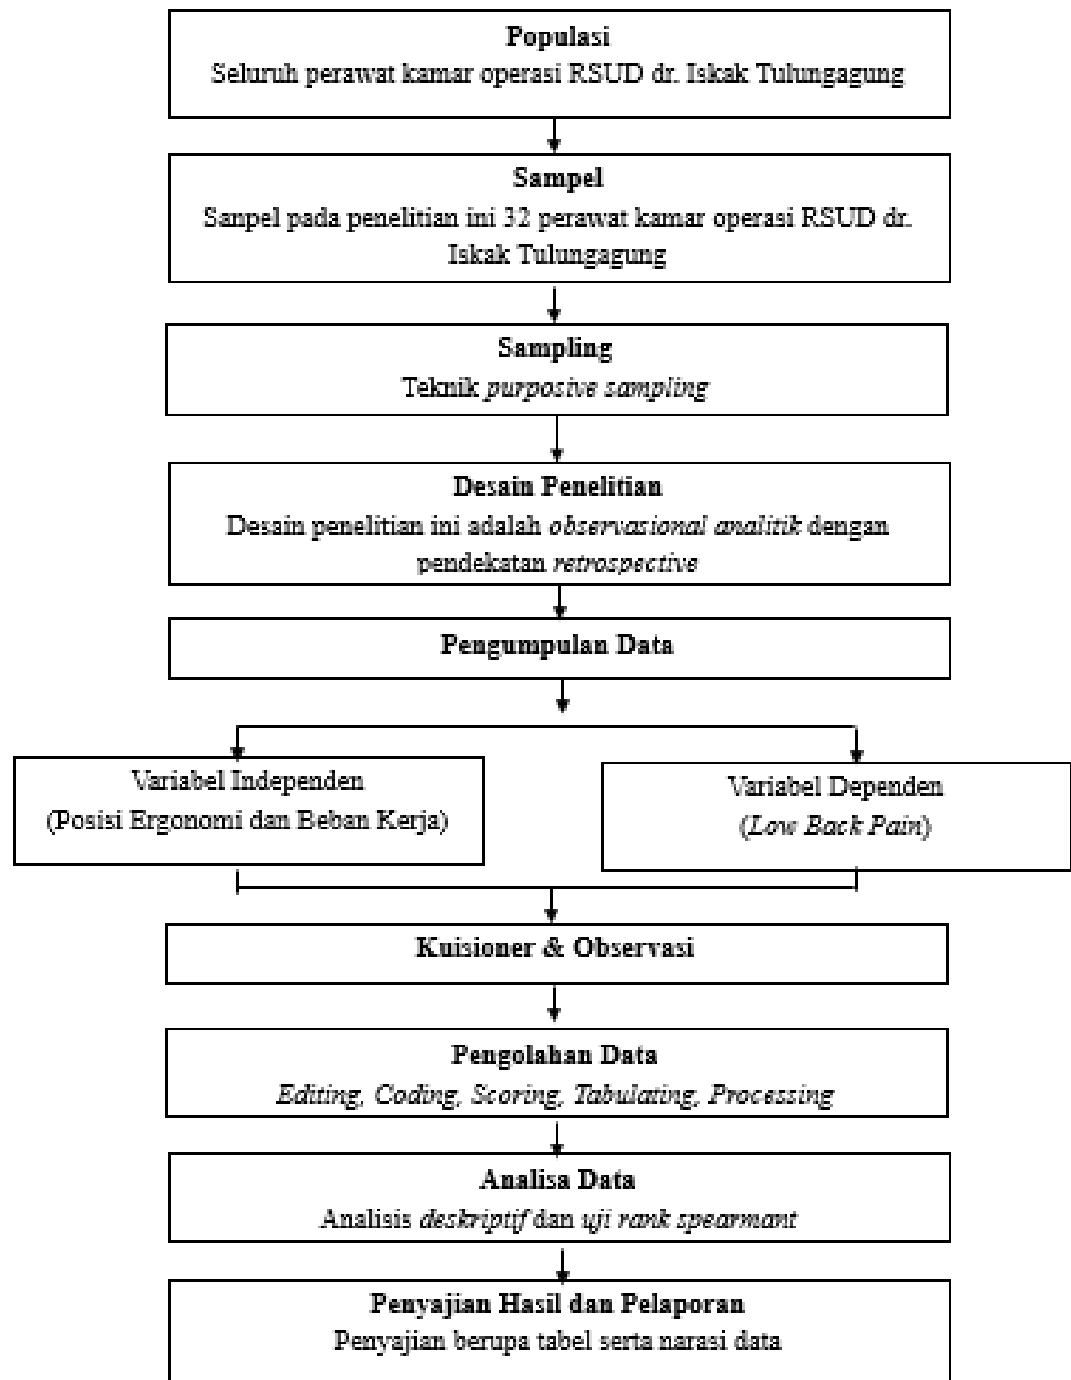 Populasi
Seluruh perawat kamar operasi RSUD dr. Iskak Tulungagung
Sampel
Sanpel pada penelitian ini 32 perawat kamar operasi RSUD dr.
Iskak Tulungagung
Sampling
Teknik purposive sampling
Desain Penelitian
Desain penelitian ini adalah observasional analitik dengan
pendekatan retrospective
Pengumpulan Data
Variabel Independen
(Posisi Ergonomi dan Beban Kerja)
Variabel Dependen
(Low Back Pain)
Kuisioner & Observasi
Pengolahan Data
Editing, Coding, Scoring, Tabulating, Processing
Analisa Data
Analisis deskriptif dan uji rank spearmant
Penyajian Hasil dan Pelaporan
Penyajian berupa tabel serta narasi data